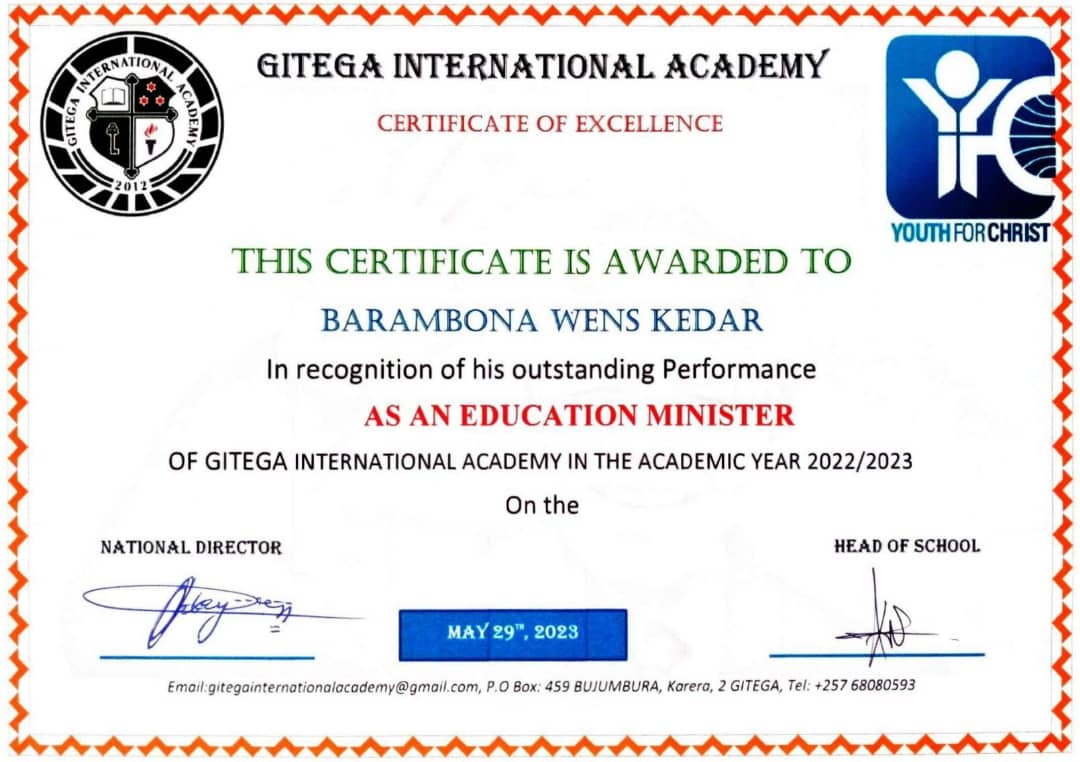 GITEGA INTERNATIONAL ACADEMY
2012
GITEGA INTERNATIONAL ACADEMY
CERTIFICATE OF EXCELLENCE
YFC
YOUTH FOR CHRIST
THIS CERTIFICATE IS AWARDED TO
BARAMBONA WENS KEDAR
In recognition of his outstanding Performance
AS AN EDUCATION MINISTER
OF GITEGA INTERNATIONAL ACADEMY IN THE ACADEMIC YEAR 2022/2023
On the
NATIONAL DIRECTOR
HEAD OF SCHOOL
MAY 29TH, 2023
Email:gitegainternationalacademy@gmail.com, P.O Box: 459 BUJUMBURA, Karera, 2 GITEGA, Tel: +257 68080593